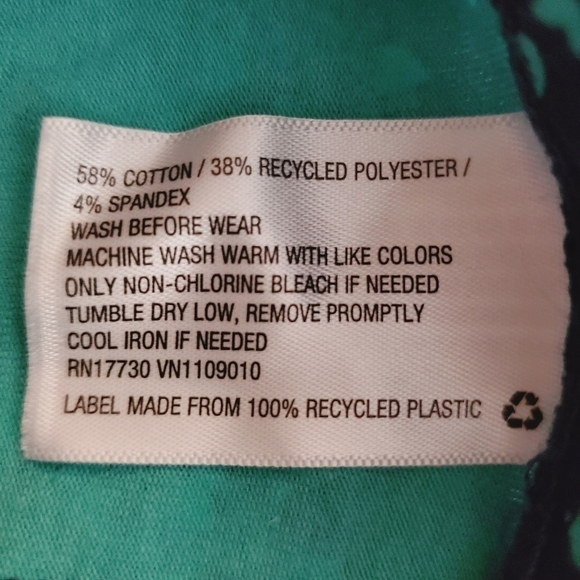 58% COTTON / 38% RECYCLED POLYESTER /
4% SPANDEX
WASH BEFORE WEAR
MACHINE WASH WARM WITH LIKE COLORS
ONLY NON-CHLORINE BLEACH IF NEEDED
TUMBLE DRY LOW, REMOVE PROMPTLY
COOL IRON IF NEEDED
RN17730 VN1109010
LABEL MADE FROM 100% RECYCLED PLASTIC